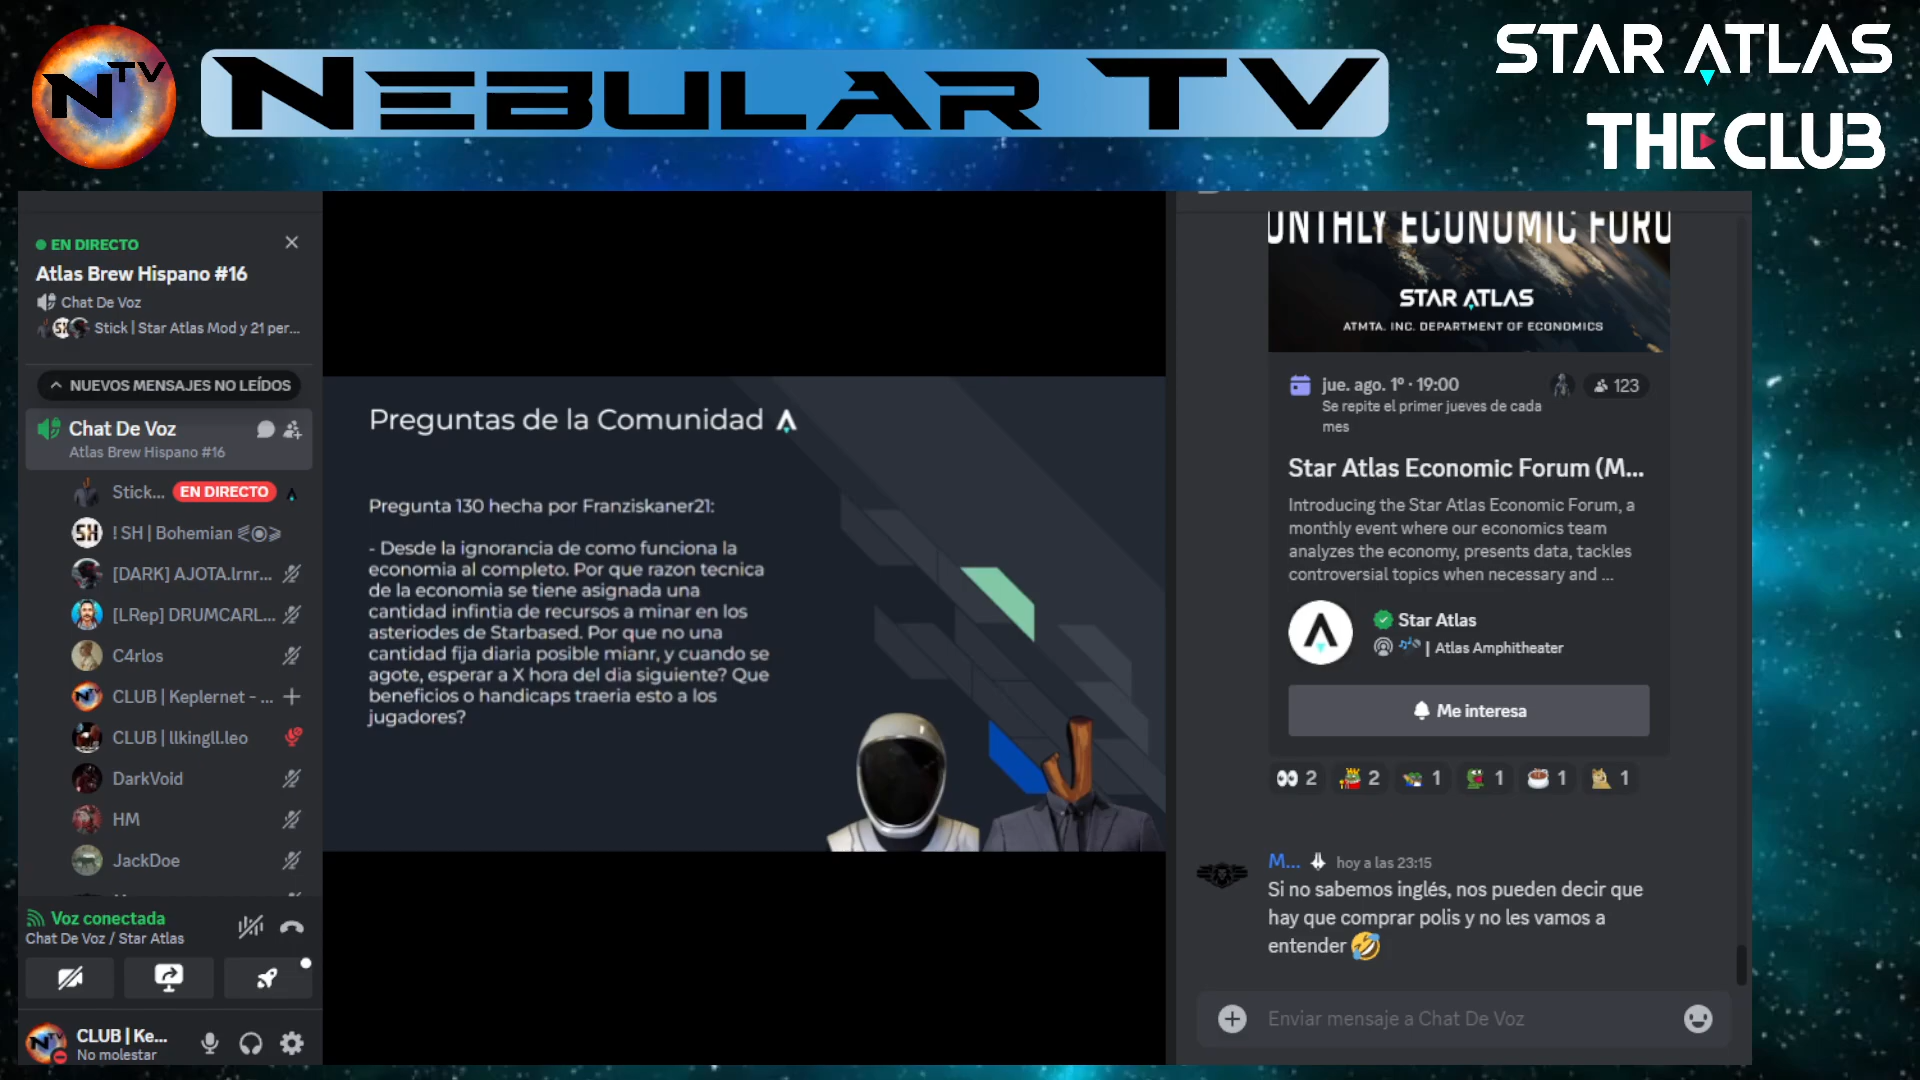 NTV
NEBULAR TV
STAR ATLAS
THE CLUB
EN DIRECTO
Atlas Brew Hispano #16
Chat De Voz
Stick | Star Atlas Mod y 21 per...
NUEVOS MENSAJES NO LEÍDOS
Chat De Voz
Atlas Brew Hispano #16
Stick... EN DIRECTO
! SH | Bohemian
[DARK] AJOTA.lrnr...
[LRep] DRUMCARL...
C4rlos
CLUB | Keplernet - ...
CLUB | llkingll.leo
DarkVoid
HM
JackDoe
Voz conectada
Chat De Voz / Star Atlas
CLUB | Ke...
No molestar
Preguntas de la Comunidad
Pregunta 130 hecha por Franziskaner21:
- Desde la ignorancia de como funciona la
economia al completo. Por que razon tecnica
de la economia se tiene asignada una
cantidad infintia de recursos a minar en los
asteriodes de Starbased. Por que no una
cantidad fija diaria posible mianr, y cuando se
agote, esperar a X hora del dia siguiente? Que
beneficios o handicaps traeria esto a los
jugadores?
MONTHLY ECONOMIC FORUM
STAR ATLAS
ATMTA, INC. DEPARTMENT OF ECONOMICS
jue. ago. 1º · 19:00
123
Se repite el primer jueves de cada
mes
Star Atlas Economic Forum (M...
Introducing the Star Atlas Economic Forum, a
monthly event where our economics team
analyzes the economy, presents data, tackles
controversial topics when necessary and ...
Star Atlas
| Atlas Amphitheater
Me interesa
2 2 1 1 1 1
M... hoy a las 23:15
Si no sabemos inglés, nos pueden decir que
hay que comprar polis y no les vamos a
entender 🤣
Enviar mensaje a Chat De Voz